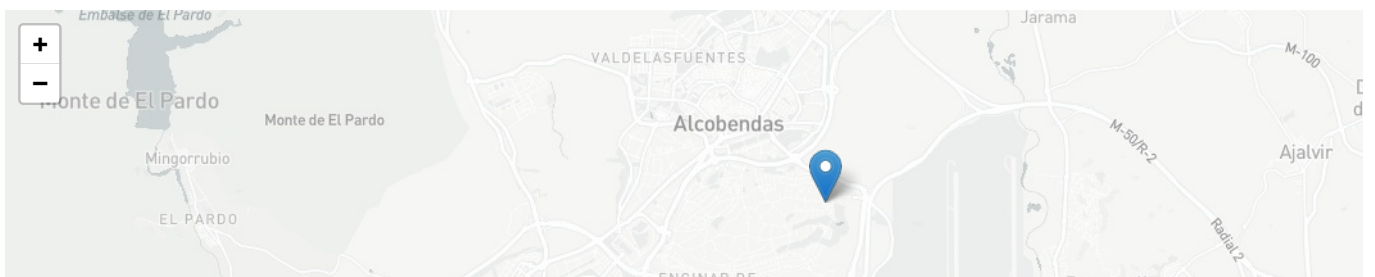 Embalse de El Pardo
Jarama
+
VALDELASFUENTES
M-100
−
Monte de El Pardo
Monte de El Pardo
Alcobendas
M-50/R-2
Ajalvir
Mingorrubio
EL PARDO
Radial 2
ENCINAR DE